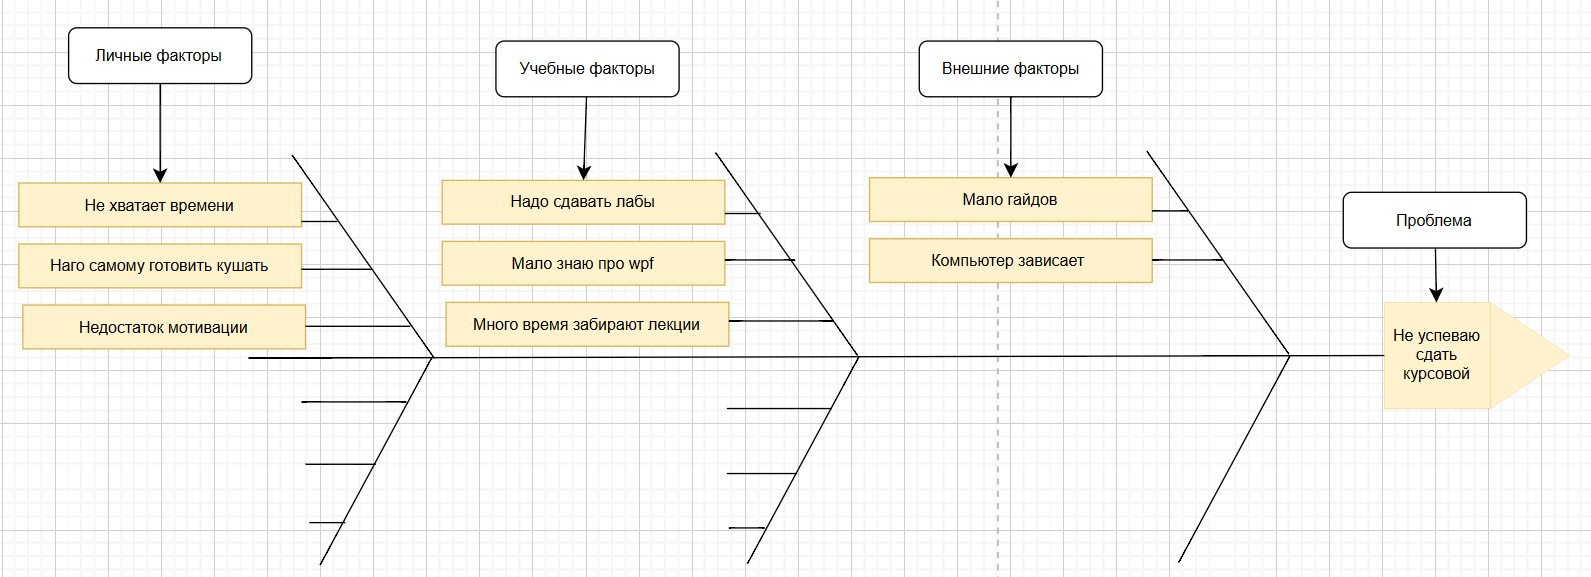 Личные факторы
Не хватает времени
Наго самому готовить кушать
Недостаток мотивации
Учебные факторы
Надо сдавать лабы
Мало знаю про wpf
Много время забирают лекции
Внешние факторы
Мало гайдов
Компьютер зависает
Проблема
Не успеваю
сдать
курсовой